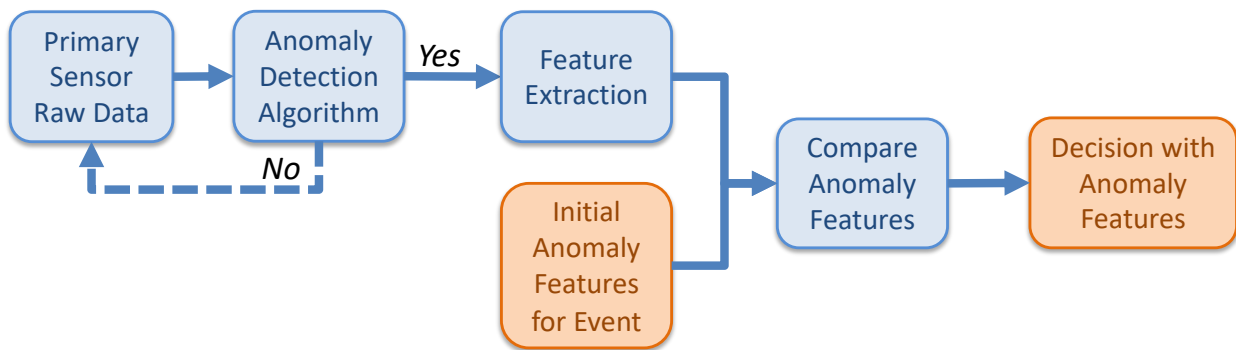 Primary
Sensor
Raw Data
Anomaly
Detection
Algorithm
Yes
No
Feature
Extraction
Initial
Anomaly
Features
for Event
Compare
Anomaly
Features
Decision with
Anomaly
Features